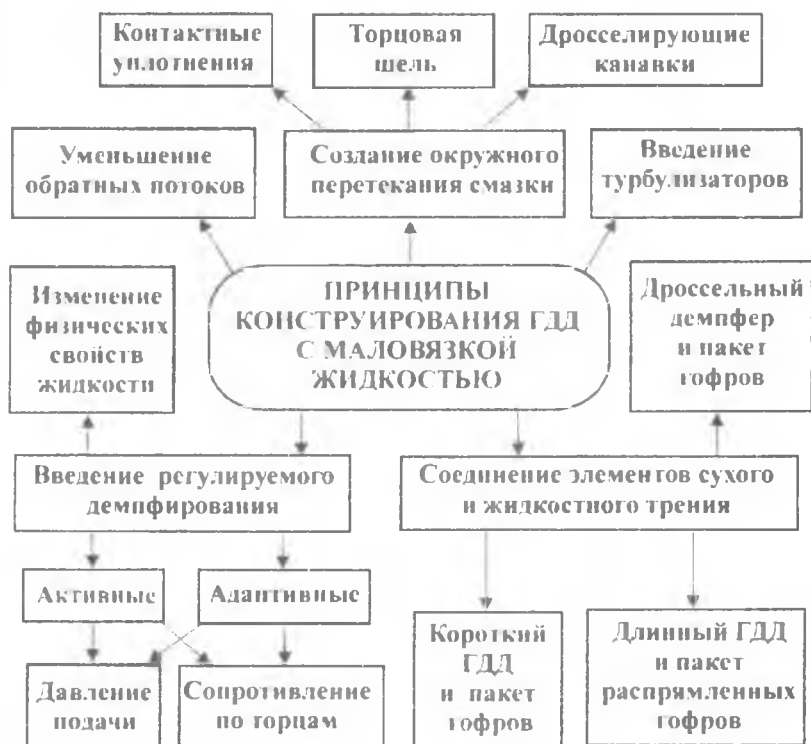 Контактные
уплотнения
Торцовая
щель
Дросселирующие
канавки
Уменьшение
обратных потоков
Создание окружного
перетекания смазки
Введение
турбулизаторов
Изменение
физических
свойств
жидкости
ПРИНЦИПЫ
КОНСТРУИРОВАНИЯ ГДД
С МАЛОВЯЗКОЙ
ЖИДКОСТЬЮ
Дроссельный
демпфер
и пакет
гофров
Введение регулируемого
демпфирования
Соединение элементов сухого
и жидкостного трения
Активные
Адаптивные
Давление
подачи
Сопротивление
по торцам
Короткий
ГДД
и пакет
гофров
Длинный ГДД
и пакет
распрямленных
гофров